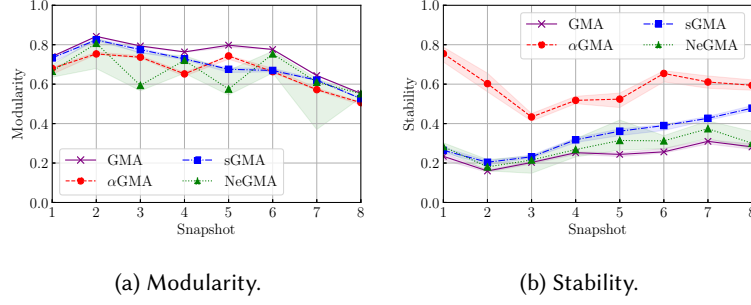 1.0
0.8
0.6
0.4
0.2
0.0
Modularity
GMA
αGMA
sGMA
NeGMA
1 2 3 4 5 6 7 8
Snapshot
(a) Modularity.
1.0
0.8
0.6
0.4
0.2
0.0
Stability
GMA
αGMA
sGMA
NeGMA
1 2 3 4 5 6 7 8
Snapshot
(b) Stability.